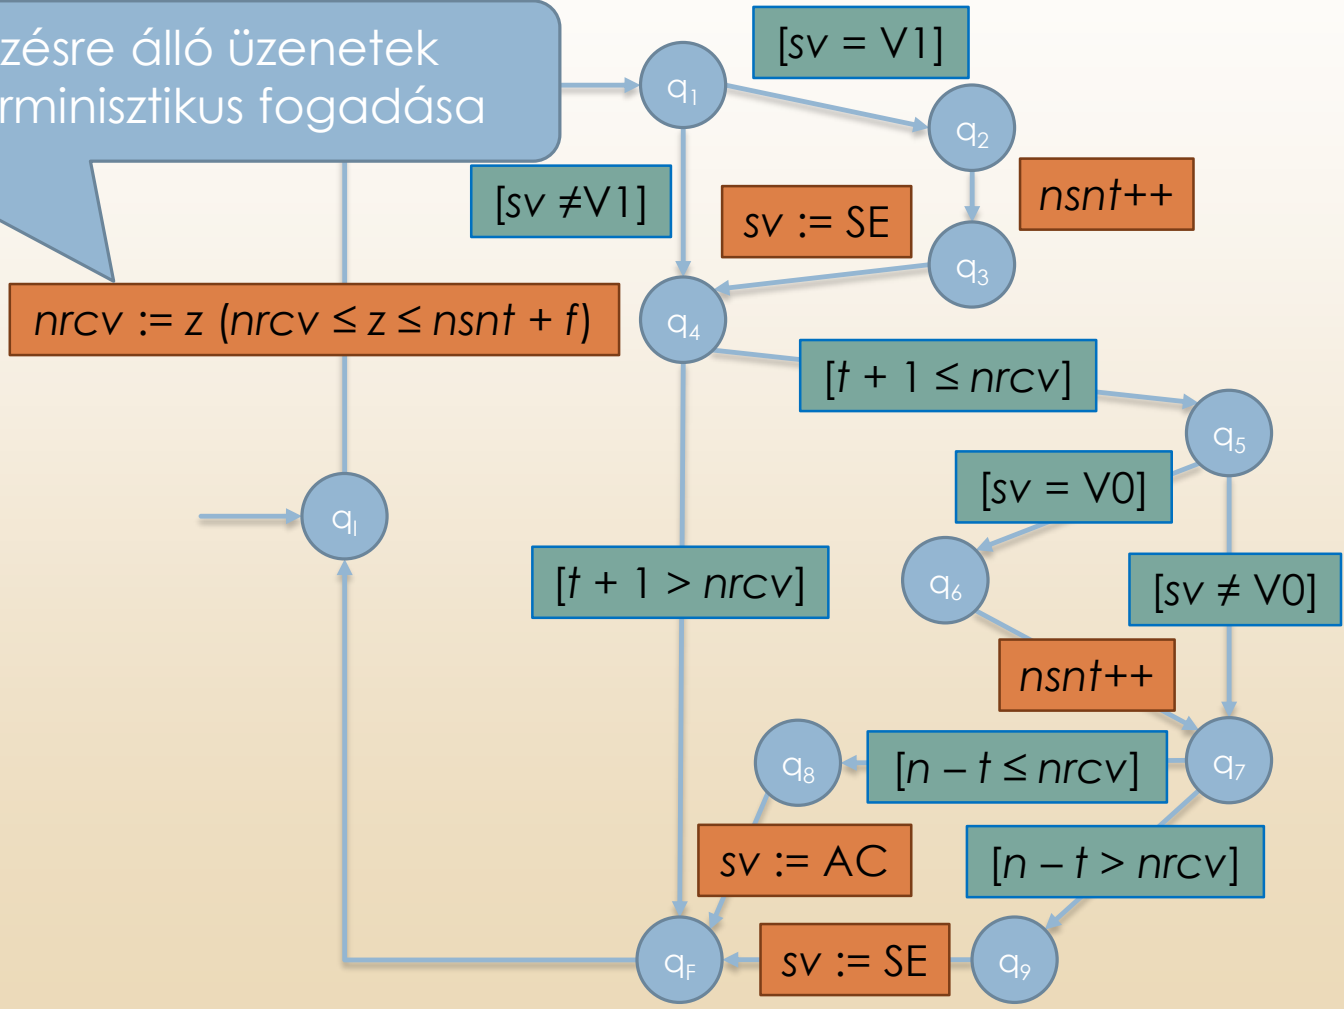 zésre álló üzenetek
rminisztikus fogadása
q1
[sv = V1]
q2
[sv ≠V1]
sv := SE
nsnt++
q3
nrcv := z (nrcv ≤ z ≤ nsnt + f)
q4
[t + 1 ≤ nrcv]
q5
[sv = V0]
qI
[t + 1 > nrcv]
q6
[sv ≠ V0]
nsnt++
q8
[n – t ≤ nrcv]
q7
sv := AC
[n – t > nrcv]
qF
sv := SE
q9